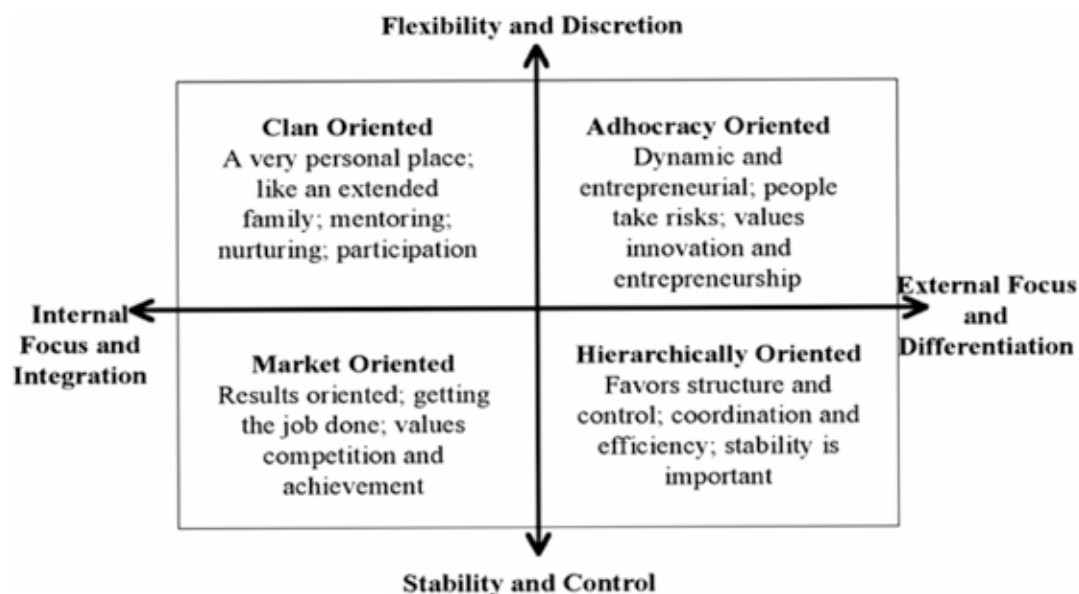 Flexibility and Discretion
Clan Oriented
A very personal place;
like an extended
family; mentoring;
nurturing; participation
Adhocracy Oriented
Dynamic and
entrepreneurial; people
take risks; values
innovation and
entrepreneurship
Internal
Focus and
Integration
External Focus
and
Differentiation
Market Oriented
Results oriented; getting
the job done; values
competition and
achievement
Hierarchically Oriented
Favors structure and
control; coordination and
efficiency; stability is
important
Stability and Control